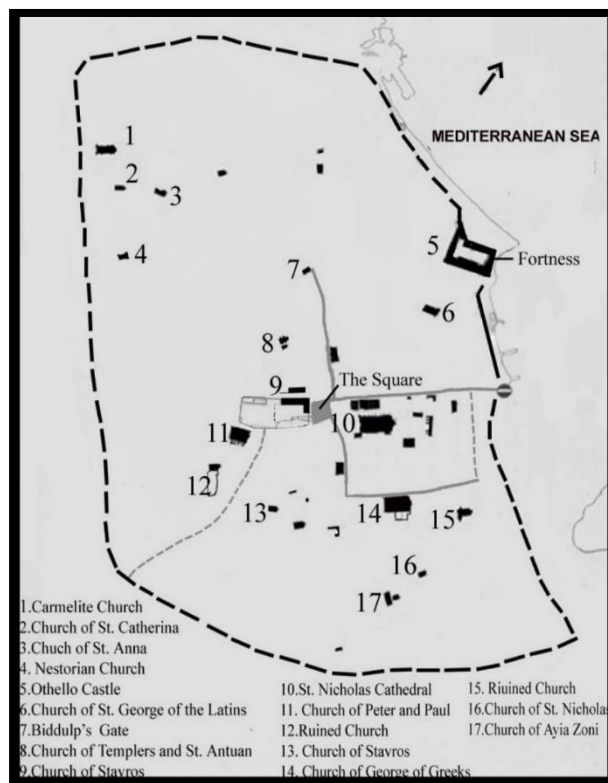 MEDITERRANEAN SEA
1
2
3
4
5
Fortness
6
7
8
The Square
9
10
11
12
13
14
15
16
17
1.Carmelite Church
2.Church of St. Catherina
3.Chuch of St. Anna
4. Nestorian Church
5.Othello Castle
6.Church of St. George of the Latins
7.Biddulp's Gate
8.Church of Templers and St. Antuan
9.Church of Stavros
10.St. Nicholas Cathedral
11. Church of Peter and Paul
12.Ruined Church
13. Church of Stavros
14. Church of George of Greeks
15. Riuined Church
16.Church of St. Nicholas
17.Church of Ayia Zoni